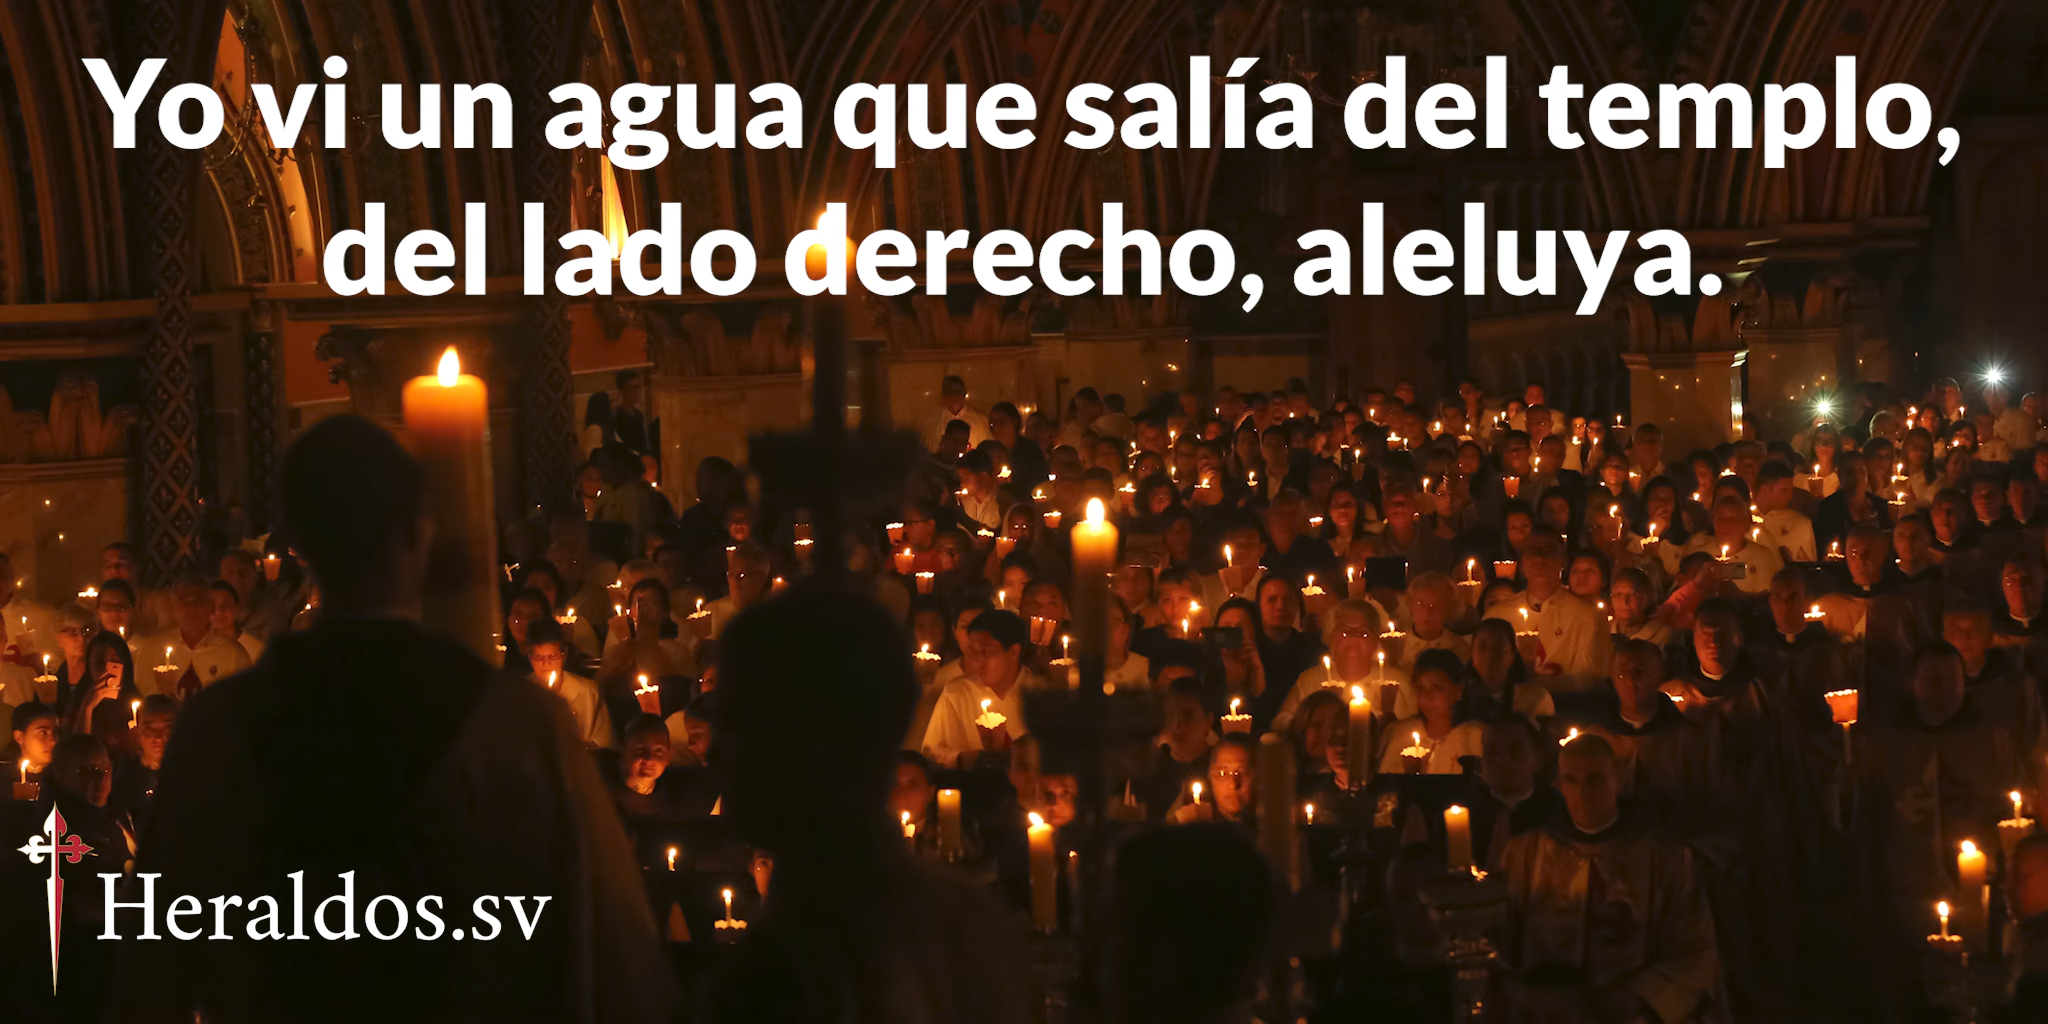 Yo vi un agua que salía del templo,
del lado derecho, aleluya.
Heraldos.sv